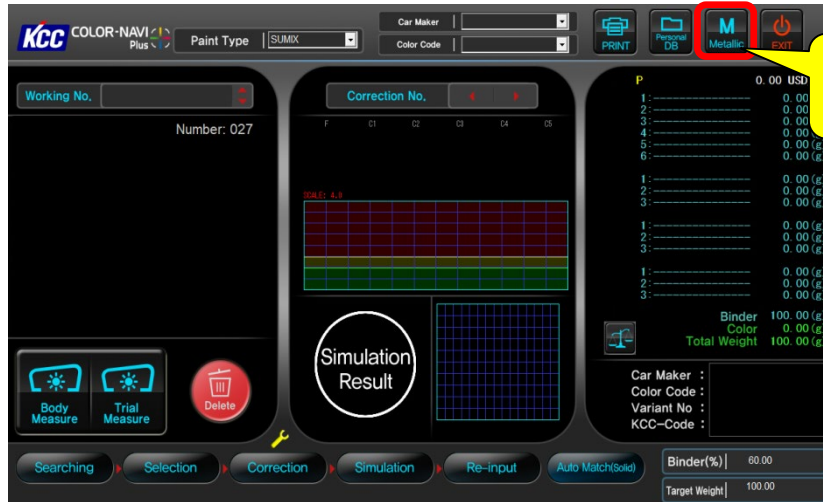 KCC COLOR-NAVI Plus
Paint Type SUMIX
Car Maker
Color Code
PRINT
Personal DB
M Metallic
EXIT
Working No.
Number: 027
Correction No.
F C1 C2 C3 C4 C5
SCALE: 4.0
Simulation
Result
Body
Measure
Trial
Measure
Delete
P 0.00 USD
1: 0.00
2: 0.00
3: 0.00
4: 0.00
5: 0.00(g
6: 0.00(g
1: 0.00(g
2: 0.00(g
3: 0.00(g
1: 0.00(g
2: 0.00(g
3: 0.00(g
1: 0.00(g
2: 0.00(g
3: 0.00(g
Binder 100.00(g
Color 0.00(g
Total Weight 100.00(g
Car Maker :
Color Code :
Variant No :
KCC-Code :
Searching
Selection
Correction
Simulation
Re-input
Auto Match(Solid)
Binder(%) 60.00
Target Weight 100.00